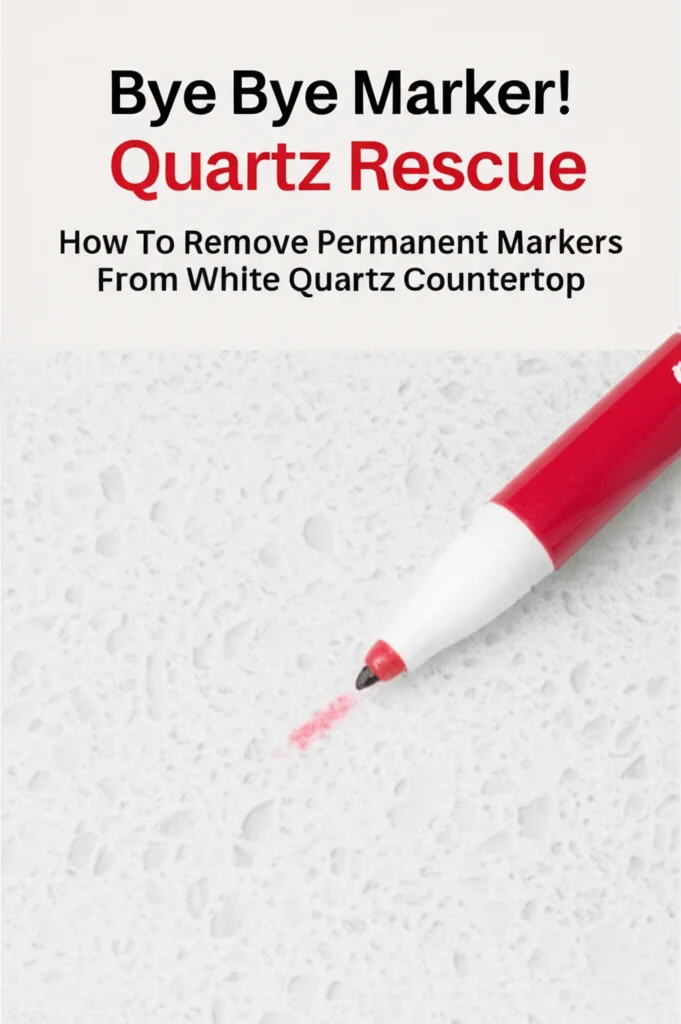 Bye Bye Marker!
Quartz Rescue
How To Remove Permanent Markers
From White Quartz Countertop